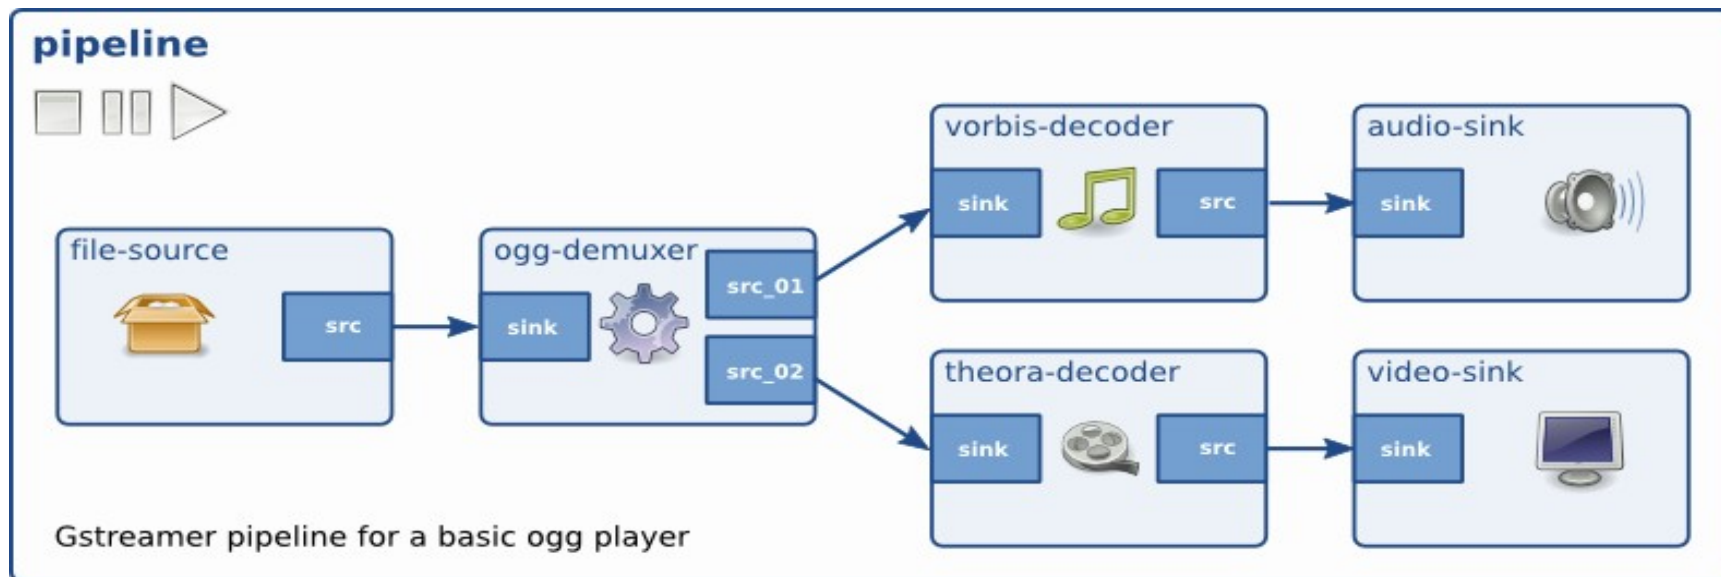 pipeline
file-source
src
ogg-demuxer
sink
src_01
src_02
vorbis-decoder
sink
src
audio-sink
sink
theora-decoder
sink
src
video-sink
sink
Gstreamer pipeline for a basic ogg player